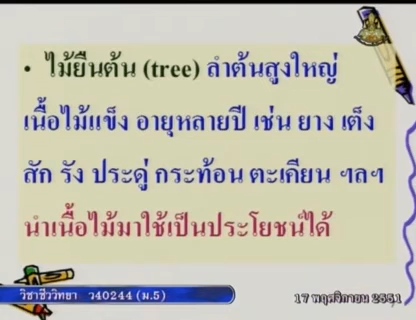 • ไม้ยืนต้น (tree) ลำต้นสูงใหญ่
เนื้อไม้แข็ง อายุหลายปี เช่น ยาง เต็ง
สัก รัง ประดู่ กระท้อน ตะเคียน ฯลฯ
นำเนื้อไม้มาใช้เป็นประโยชน์ได้
วิชาชีววิทยา ว40244 (ม.5)
17 พฤศจิกายน 2551